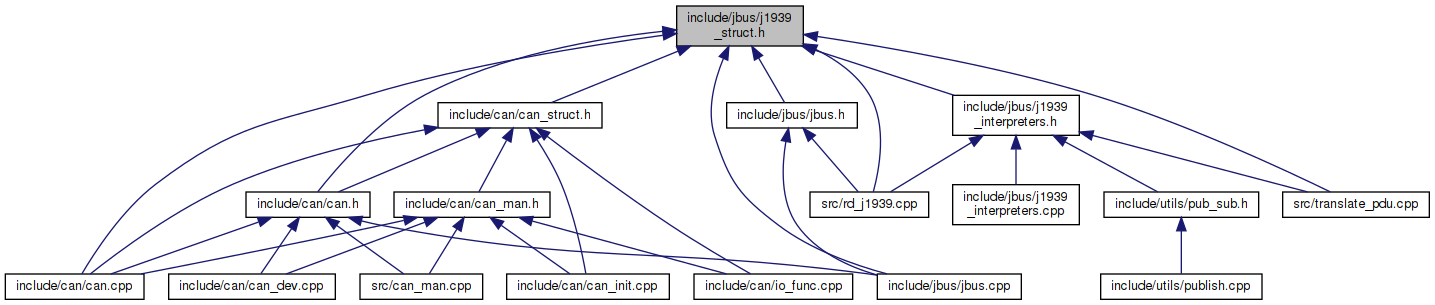 include/jbus/j1939
_struct.h
include/can/can_struct.h
include/jbus/jbus.h
include/jbus/j1939
_interpreters.h
include/can/can.h
include/can/can_man.h
src/rd_j1939.cpp
include/jbus/j1939
_interpreters.cpp
include/utils/pub_sub.h
src/translate_pdu.cpp
include/can/can.cpp
include/can/can_dev.cpp
src/can_man.cpp
include/can/can_init.cpp
include/can/io_func.cpp
include/jbus/jbus.cpp
include/utils/publish.cpp